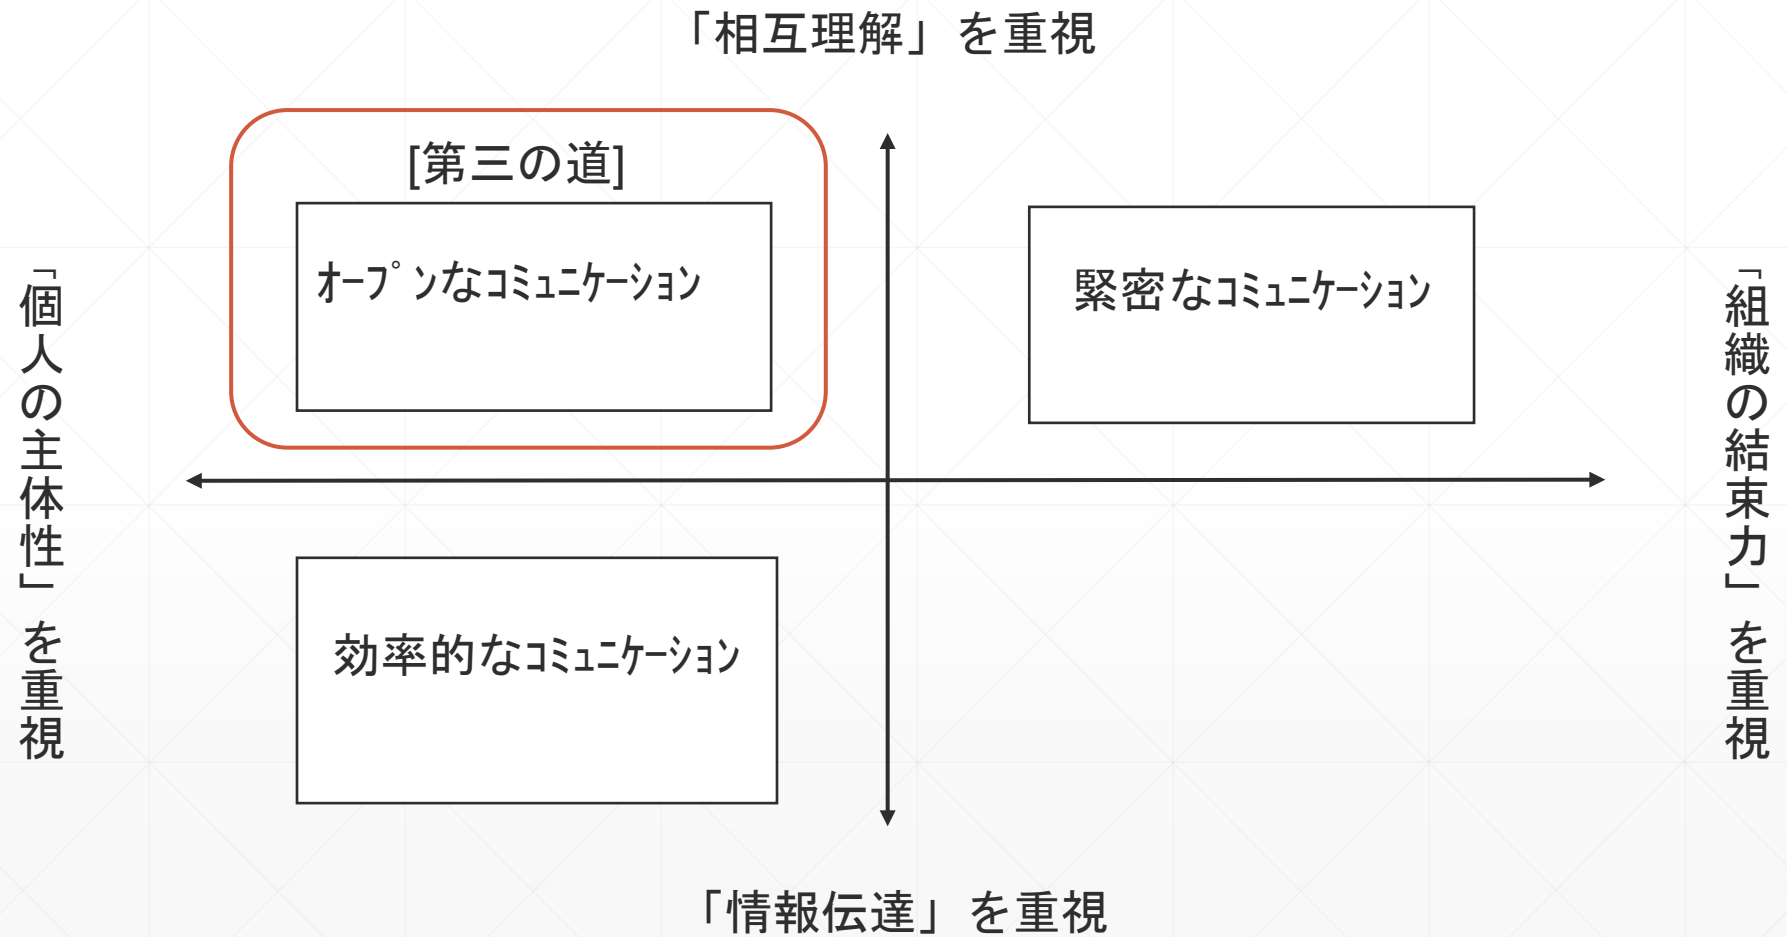 「相互理解」を重視
[第三の道]
ｵｰﾌﾟﾝなｺﾐｭﾆｹｰｼｮﾝ
緊密なｺﾐｭﾆｹｰｼｮﾝ
「個人の主体性」を重視
「組織の結束力」を重視
効率的なｺﾐｭﾆｹｰｼｮﾝ
「情報伝達」を重視